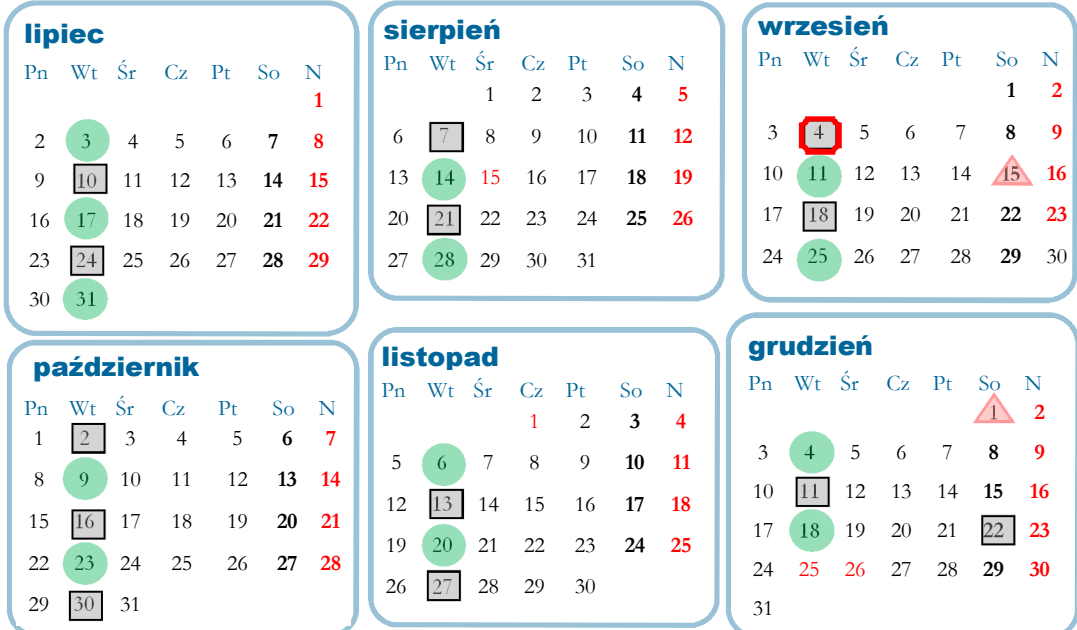 lipiec
Pn Wt Śr Cz Pt So N
1
2 3 4 5 6 7 8
9 10 11 12 13 14 15
16 17 18 19 20 21 22
23 24 25 26 27 28 29
30 31
sierpień
Pn Wt Śr Cz Pt So N
1 2 3 4 5
6 7 8 9 10 11 12
13 14 15 16 17 18 19
20 21 22 23 24 25 26
27 28 29 30 31
wrzesień
Pn Wt Śr Cz Pt So N
1 2
3 4 5 6 7 8 9
10 11 12 13 14 15 16
17 18 19 20 21 22 23
24 25 26 27 28 29 30
październik
Pn Wt Śr Cz Pt So N
1 2 3 4 5 6 7
8 9 10 11 12 13 14
15 16 17 18 19 20 21
22 23 24 25 26 27 28
29 30 31
listopad
Pn Wt Śr Cz Pt So N
1 2 3 4
5 6 7 8 9 10 11
12 13 14 15 16 17 18
19 20 21 22 23 24 25
26 27 28 29 30
grudzień
Pn Wt Śr Cz Pt So N
1 2
3 4 5 6 7 8 9
10 11 12 13 14 15 16
17 18 19 20 21 22 23
24 25 26 27 28 29 30
31